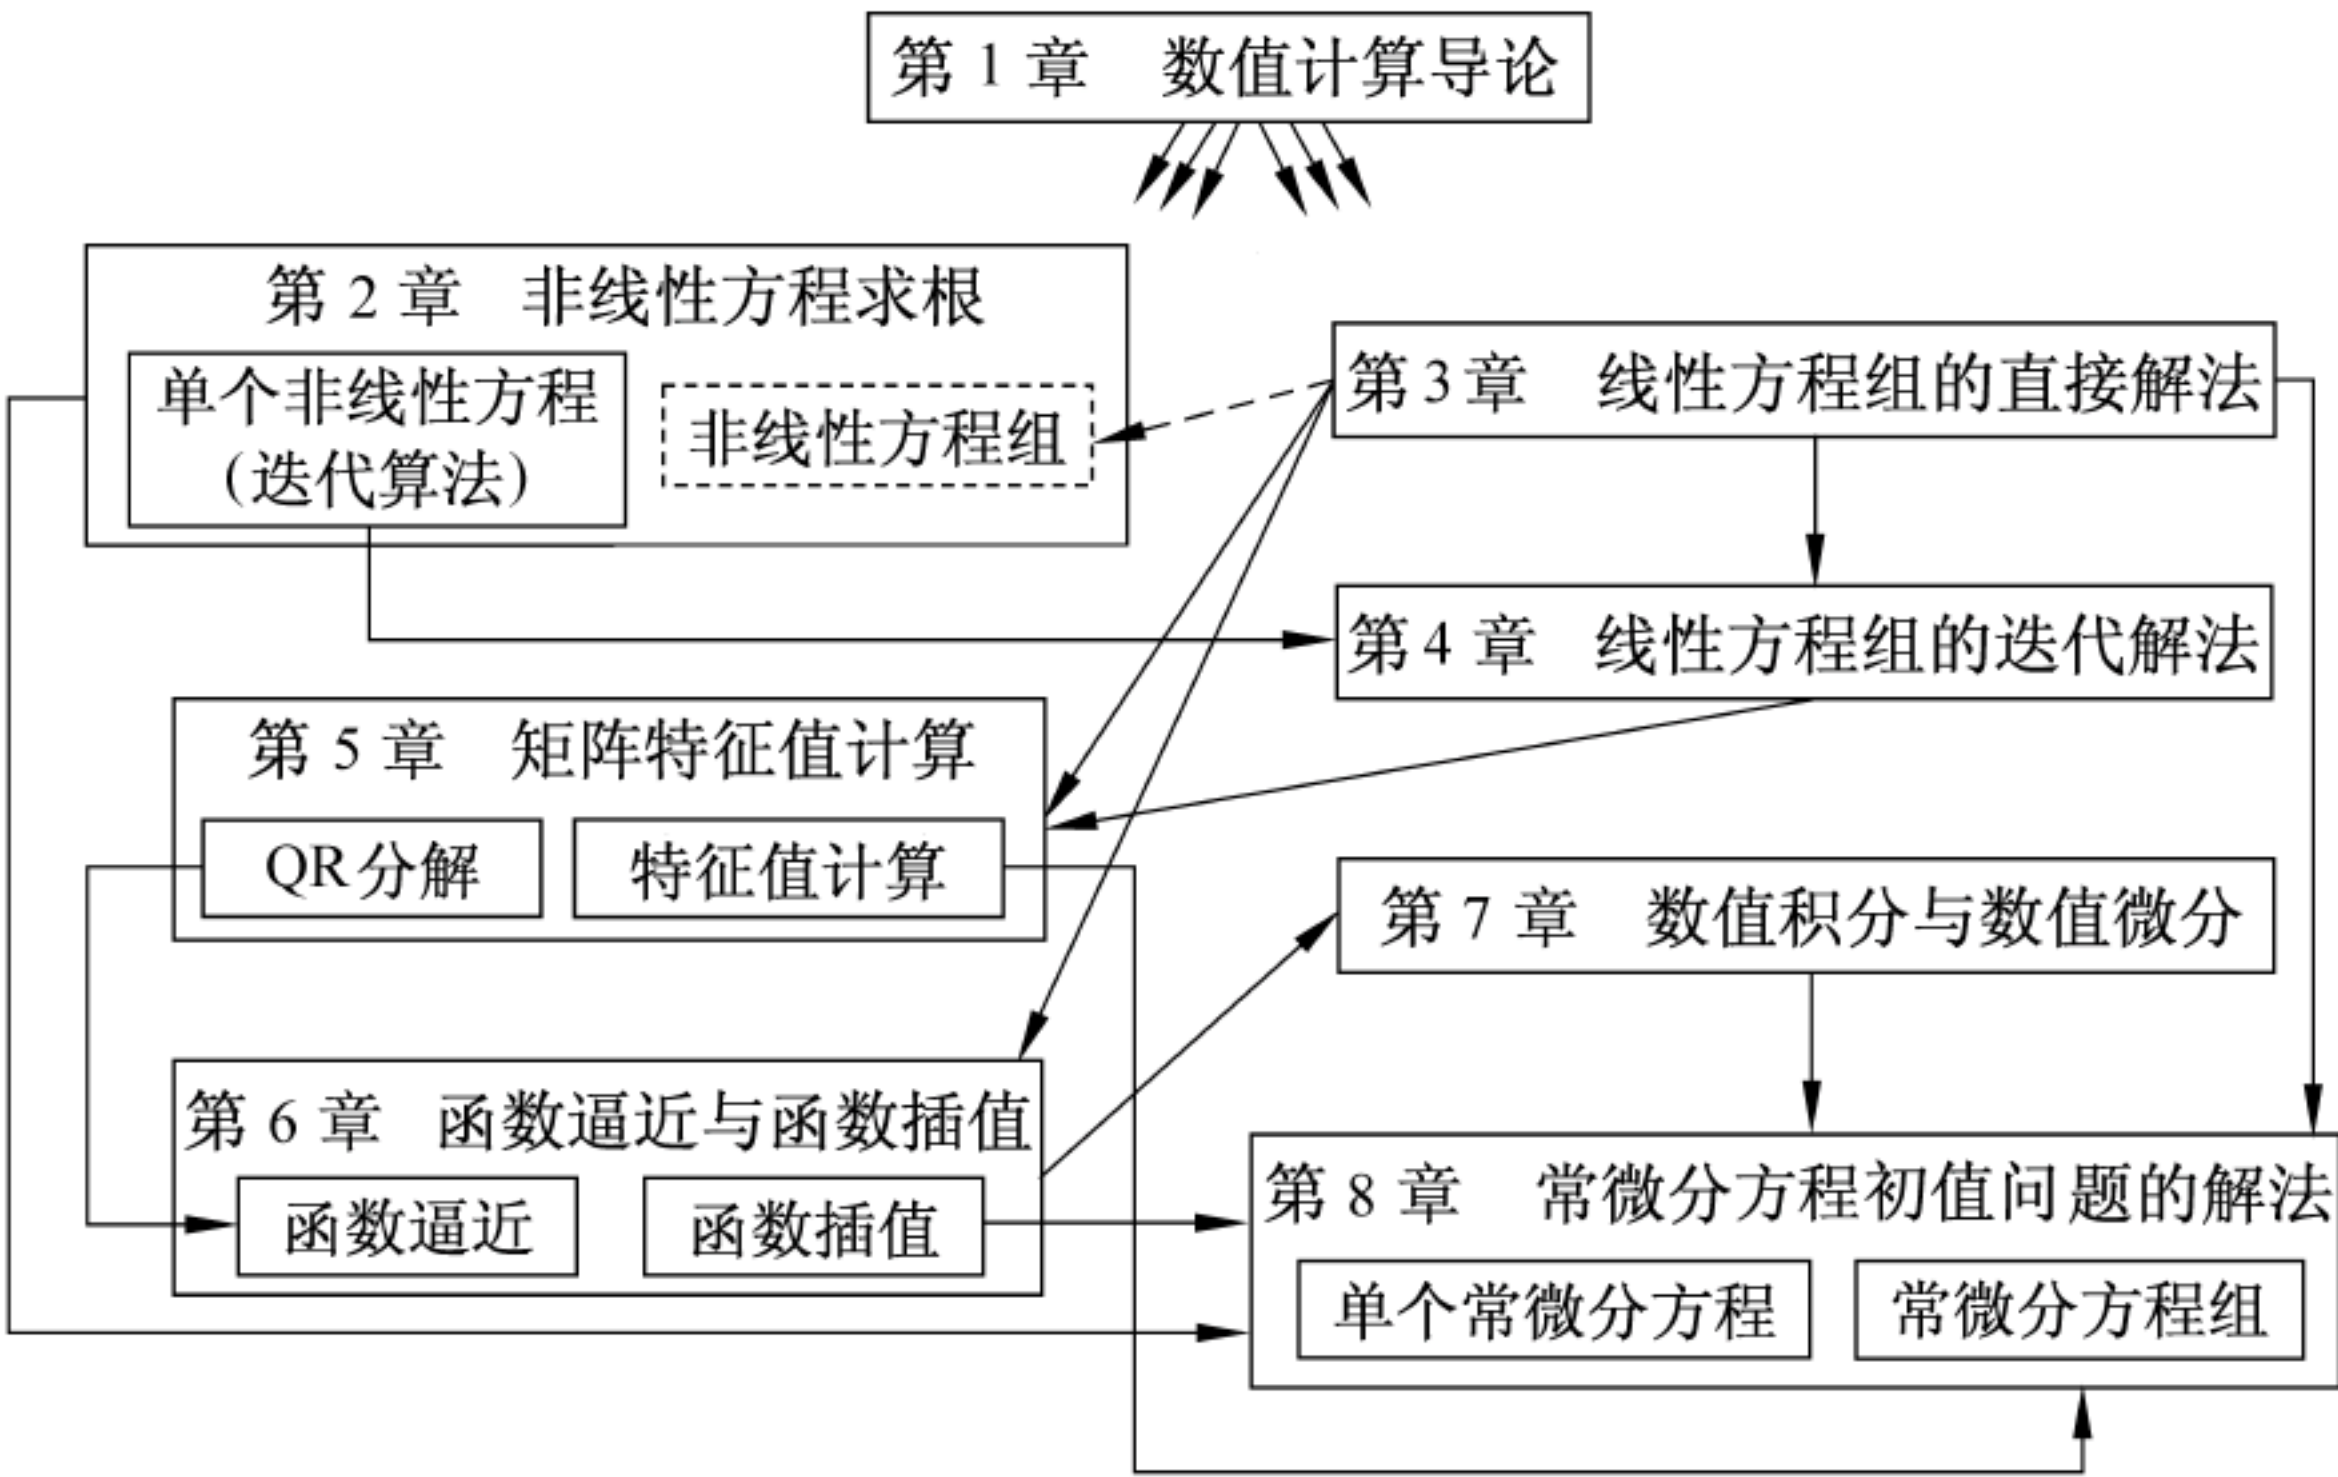 第 1 章 数值计算导论
第 2 章 非线性方程求根
单个非线性方程
(迭代算法)
非线性方程组
第 3 章 线性方程组的直接解法
第 4 章 线性方程组的迭代解法
第 5 章 矩阵特征值计算
QR分解
特征值计算
第 6 章 函数逼近与函数插值
函数逼近
函数插值
第 7 章 数值积分与数值微分
第 8 章 常微分方程初值问题的解法
单个常微分方程
常微分方程组